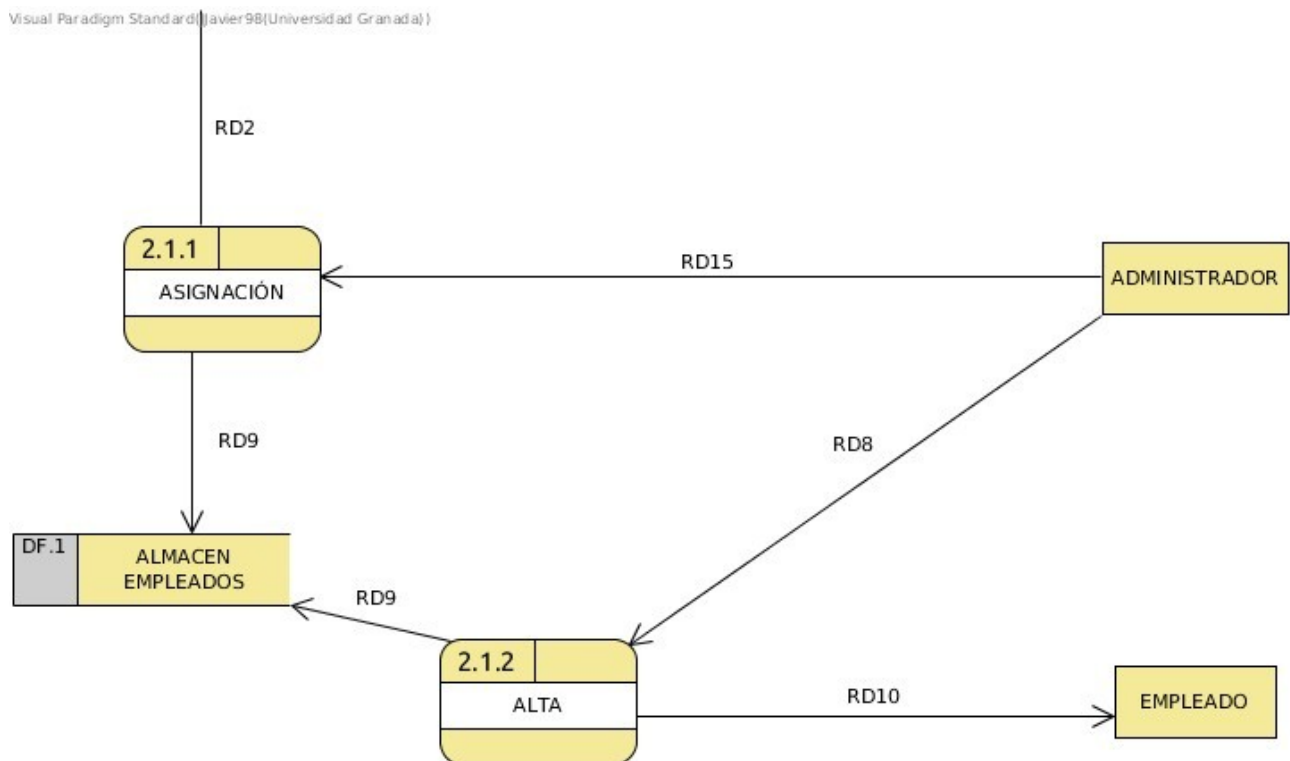 Visual Paradigm Standard(Javier98(Universidad Granada))
RD2
2.1.1
ASIGNACIÓN
RD15
ADMINISTRADOR
RD9
RD8
DF.1
ALMACEN
EMPLEADOS
RD9
2.1.2
ALTA
RD10
EMPLEADO